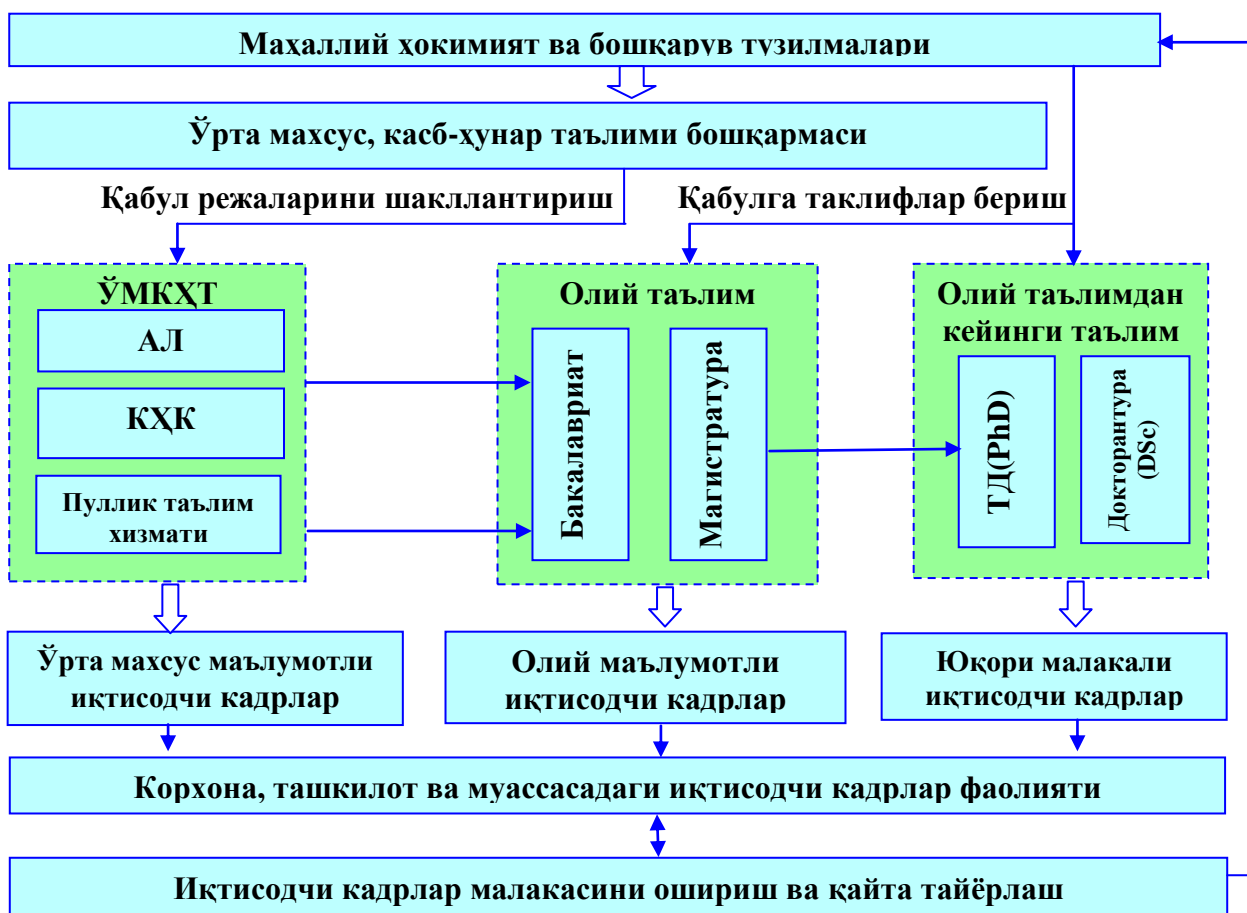 Маҳаллий ҳокимият ва бошқарув тузилмалари
Ўрта махсус, касб-ҳунар таълими бошқармаси
Қабул режаларини шакллантириш
Қабулга таклифлар бериш
ЎМКҲТ
АЛ
КҲК
Пуллик таълим
хизмати
Олий таълим
Бакалавриат
Магистратура
Олий таълимдан
кейинги таълим
ТД(PhD)
Докторантура
(DSc)
Ўрта махсус маълумотли
иқтисодчи кадрлар
Олий маълумотли
иқтисодчи кадрлар
Юқори малакали
иқтисодчи кадрлар
Корхона, ташкилот ва муассасадаги иқтисодчи кадрлар фаолияти
Иқтисодчи кадрлар малакасини ошириш ва қайта тайёрлаш